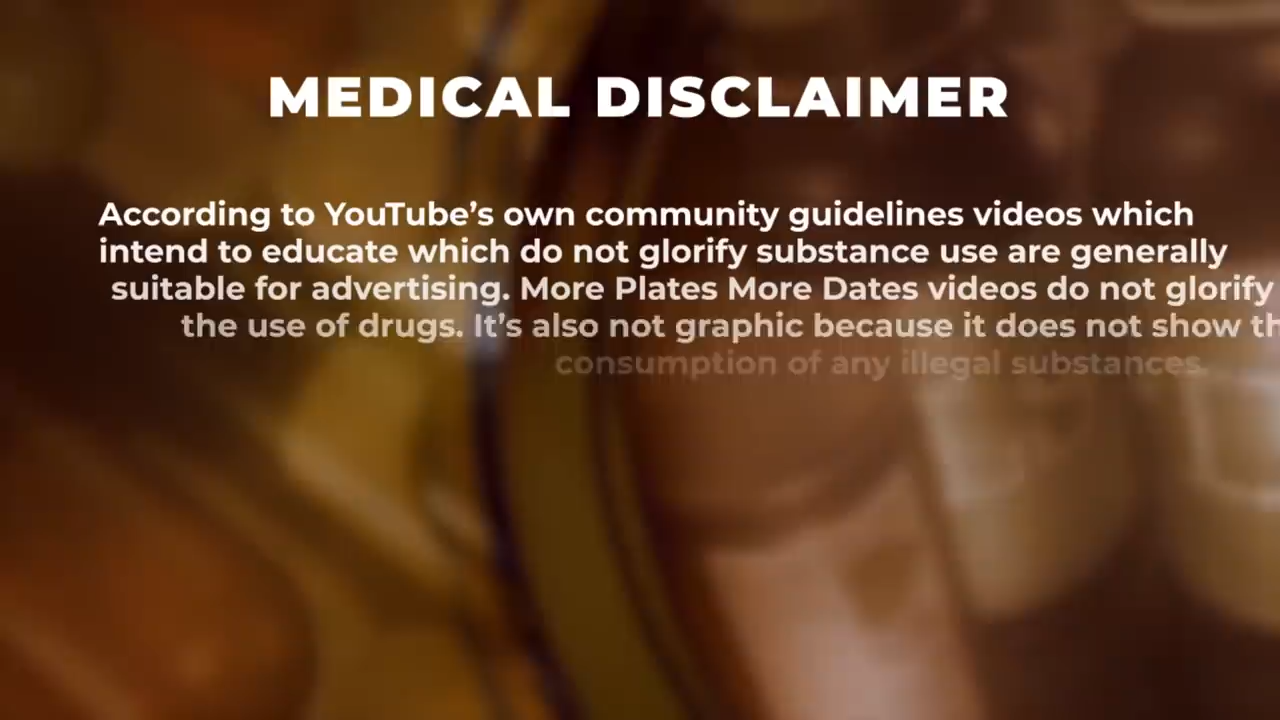 MEDICAL DISCLAIMER
According to YouTube’s own community guidelines videos which
intend to educate which do not glorify substance use are generally
suitable for advertising. More Plates More Dates videos do not glorify
the use of drugs. It’s also not graphic because it does not show th
consumption of any illegal substances.